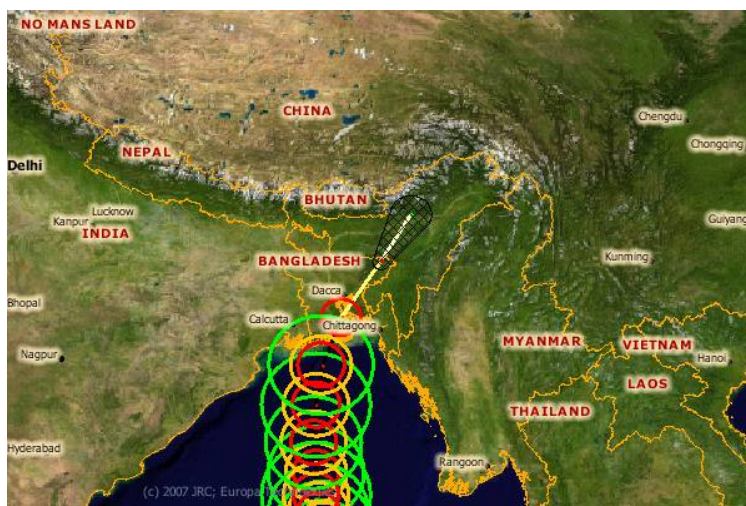 NO MANS LAND
CHINA
Chengdu
Chongqing
NEPAL
Delhi
BHUTAN
Lucknow
Kanpur
INDIA
Guiyang
BANGLADESH
Kunming
Dacca
Bhopal
Calcutta
Chittagong
MYANMAR
VIETNAM
Nagpur
Hanoi
LAOS
THAILAND
Hyderabad
Rangoon
(c) 2007 JRC; Europa